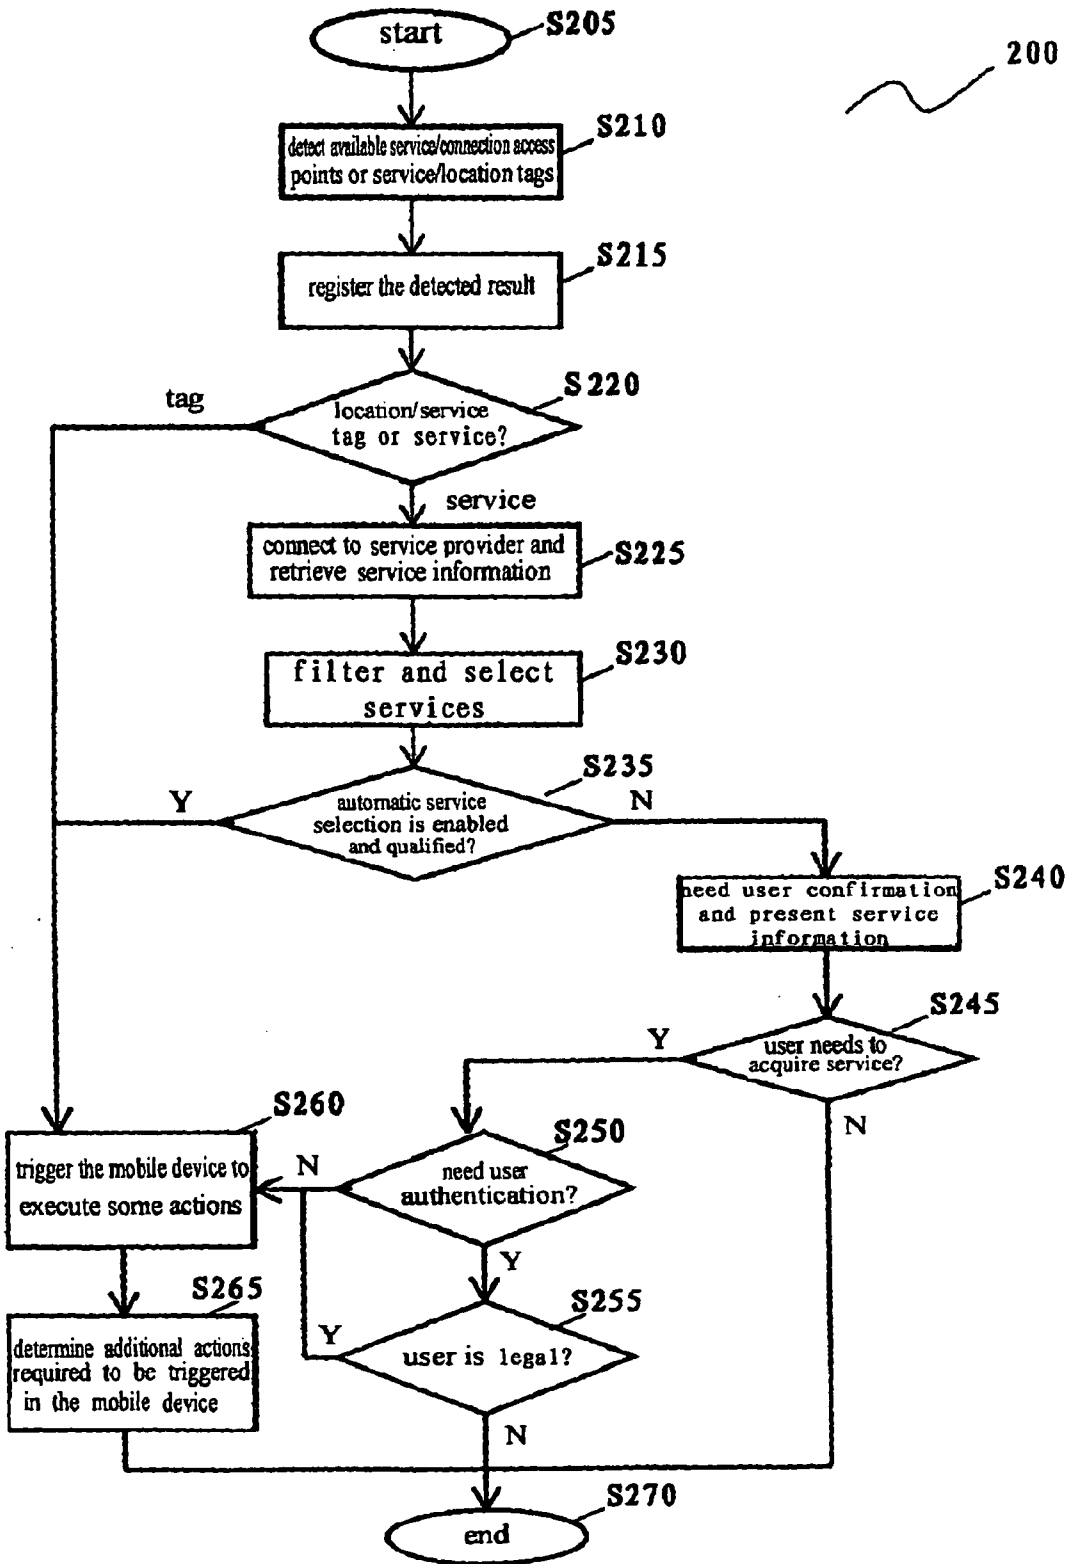 start
S205
200
S210
detect available service/connection access
points or service/location tags
S215
register the detected result
S220
tag
location/service
tag or service?
service
connect to service provider and
retrieve service information
S225
S230
filter and select
services
S235
Y
N
automatic service
selection is enabled
and qualified?
S240
need user confirmation
and present service
information
S245
Y
user needs to
acquire service?
N
S260
trigger the mobile device to
execute some actions
S250
N
need user
authentication?
Y
S265
determine additional actions
required to be triggered
in the mobile device
S255
Y
user is legal?
N
S270
end